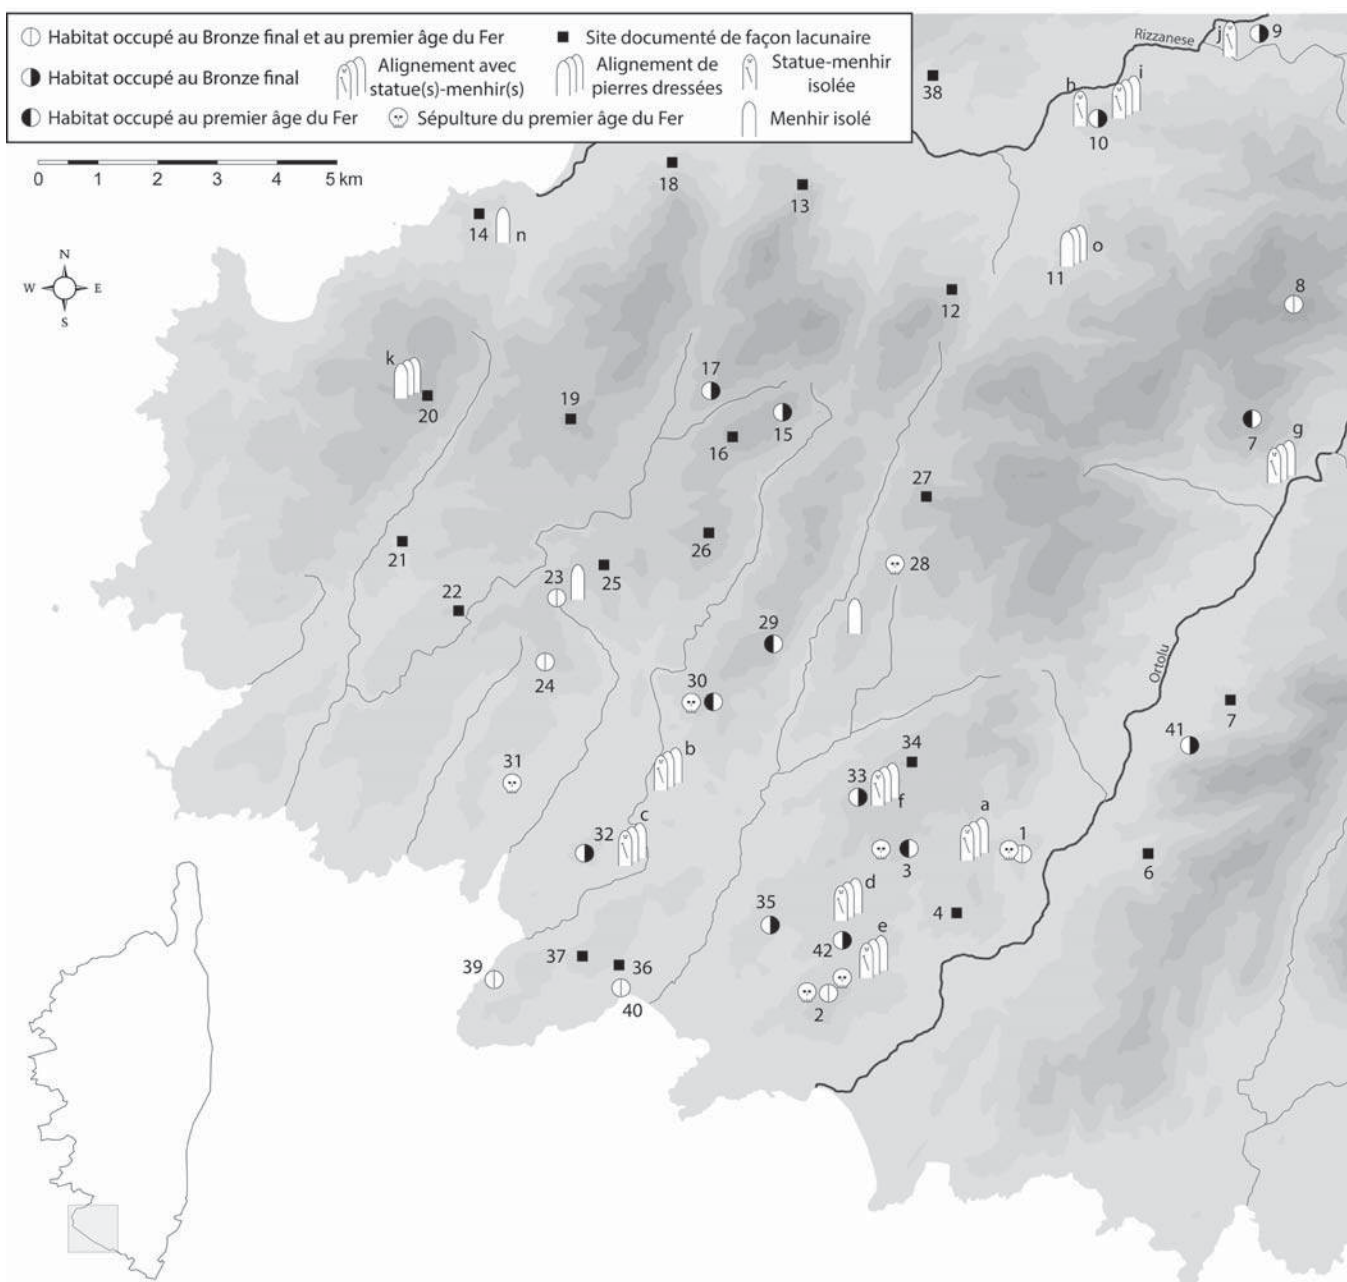 Habitat occupé au Bronze final et au premier âge du Fer
Site documenté de façon lacunaire
Habitat occupé au Bronze final
Alignement avec
statue(s)-menhir(s)
Alignement de
pierres dressées
Statue-menhir
isolée
Habitat occupé au premier âge du Fer
Sépulture du premier âge du Fer
Menhir isolé
0 1 2 3 4 5 km
N
W E
S
Rizzanese
j
9
38
h
i
10
18
13
14
n
11
o
12
8
k
20
17
19
15
16
7
g
27
21
26
28
23
25
22
29
24
30
Ortolu
7
41
31
b
34
33
f
a
32
c
1
3
6
d
35
4
42
e
37
36
39
40
2